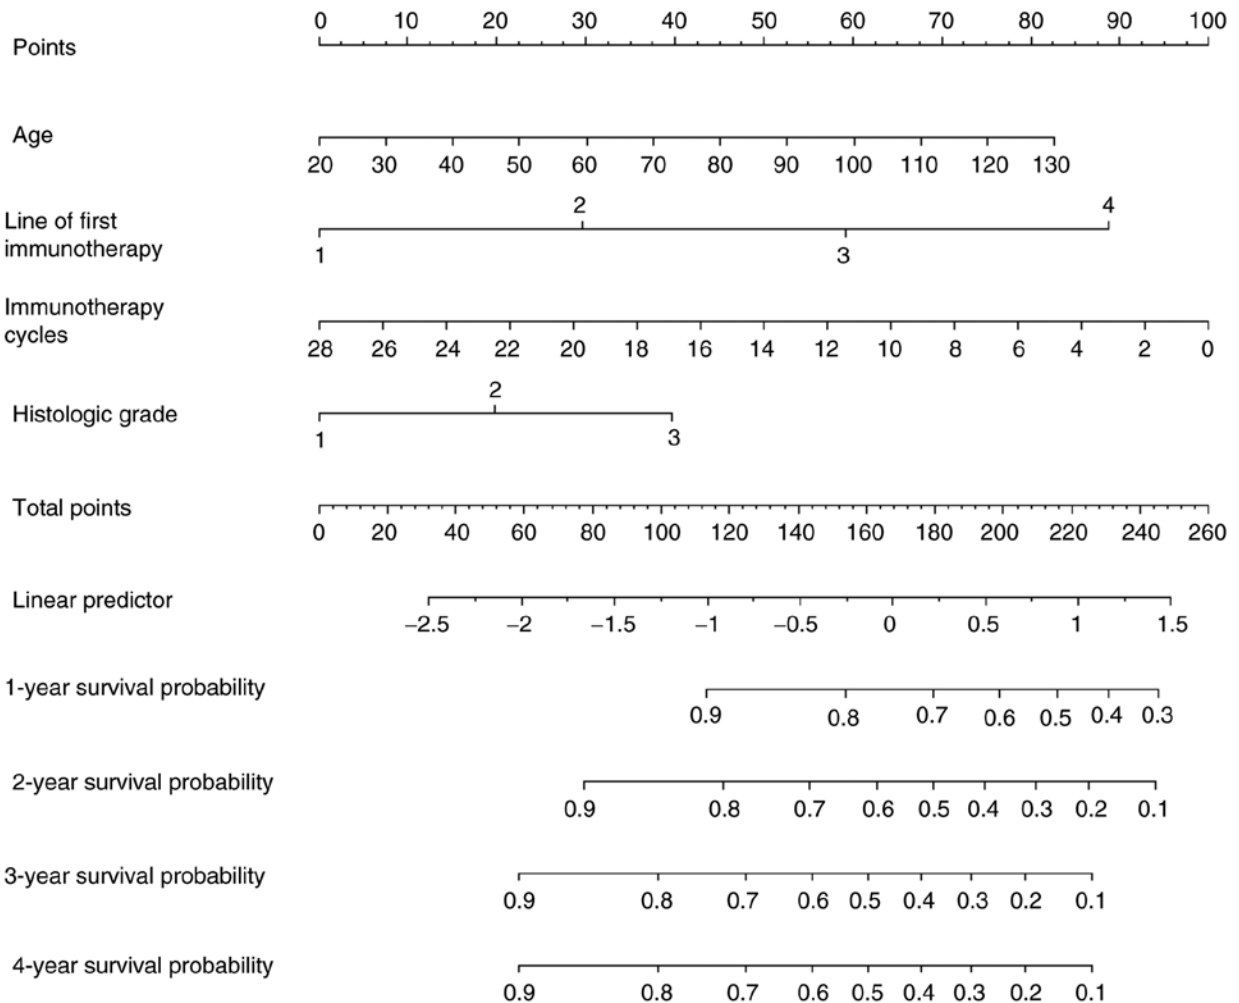 0 10 20 30 40 50 60 70 80 90 100
Points
Age
20 30 40 50 60 70 80 90 100 110 120 130
2 4
Line of first
immunotherapy
1 3
Immunotherapy
cycles
28 26 24 22 20 18 16 14 12 10 8 6 4 2 0
2
Histologic grade
1 3
Total points
0 20 40 60 80 100 120 140 160 180 200 220 240 260
Linear predictor
−2.5 −2 −1.5 −1 −0.5 0 0.5 1 1.5
1-year survival probability
0.9 0.8 0.7 0.6 0.5 0.4 0.3
2-year survival probability
0.9 0.8 0.7 0.6 0.5 0.4 0.3 0.2 0.1
3-year survival probability
0.9 0.8 0.7 0.6 0.5 0.4 0.3 0.2 0.1
4-year survival probability
0.9 0.8 0.7 0.6 0.5 0.4 0.3 0.2 0.1